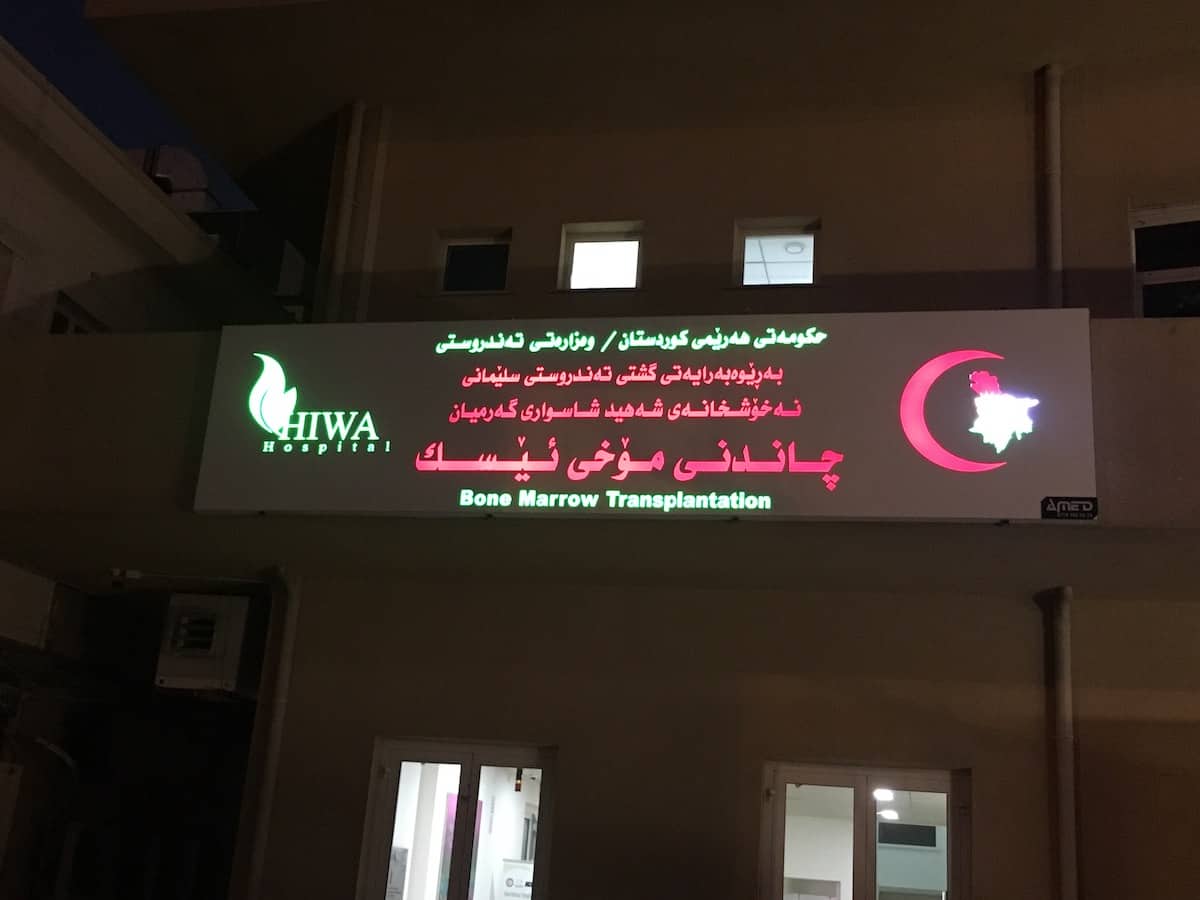 حکومەتی هەرێمی کوردستان / وەزارەتی تەندروستی
بەڕێوەبەرایەتی گشتی تەندروستی سلێمانی
نەخۆشخانەی شەهید شاسواری گەرمیان
چاندنی مۆخی ئێسک
Bone Marrow Transplantation
HIWA
Hospital
AMED